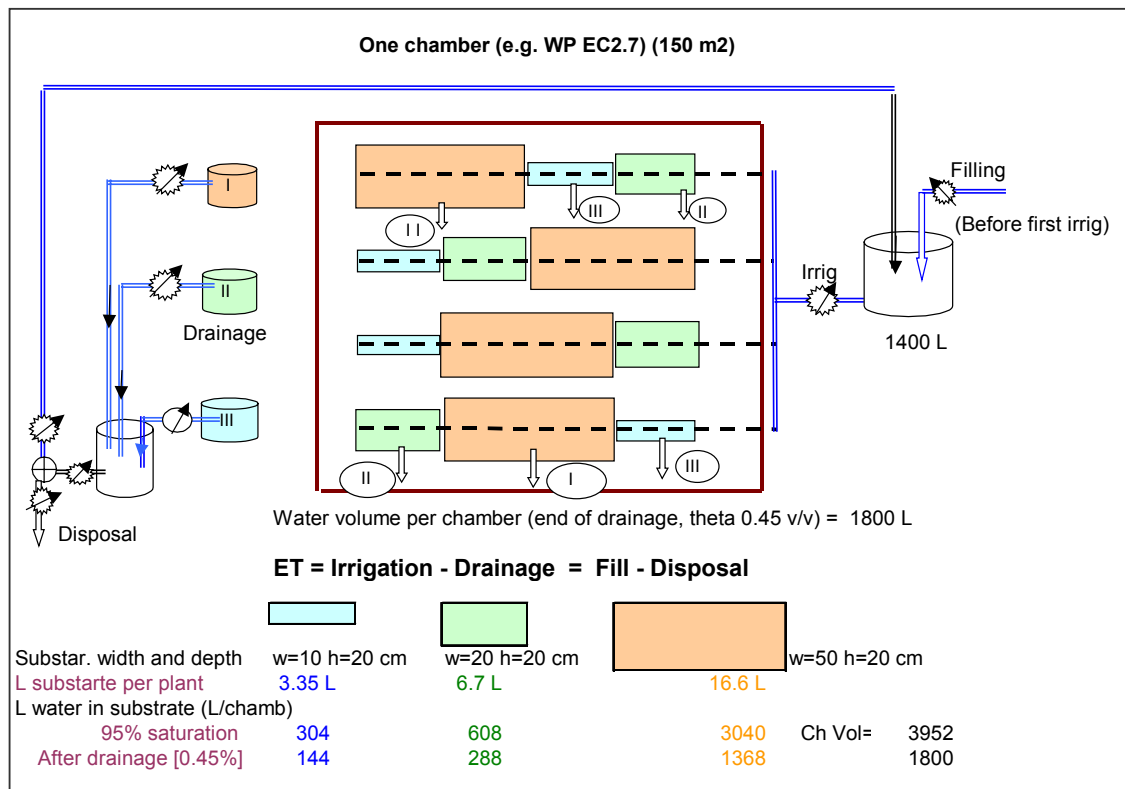 One chamber (e.g. WP EC2.7) (150 m2)
I
III
II
I I
Filling
(Before first irrig)
II
Drainage
Irrig
1400 L
III
II
I
III
Disposal
Water volume per chamber (end of drainage, theta 0.45 v/v) = 1800 L
ET = Irrigation - Drainage = Fill - Disposal
Substar. width and depth w=10 h=20 cm w=20 h=20 cm w=50 h=20 cm
L substarte per plant 3.35 L 6.7 L 16.6 L
L water in substrate (L/chamb)
95% saturation 304 608 3040 Ch Vol= 3952
After drainage [0.45%] 144 288 1368 1800